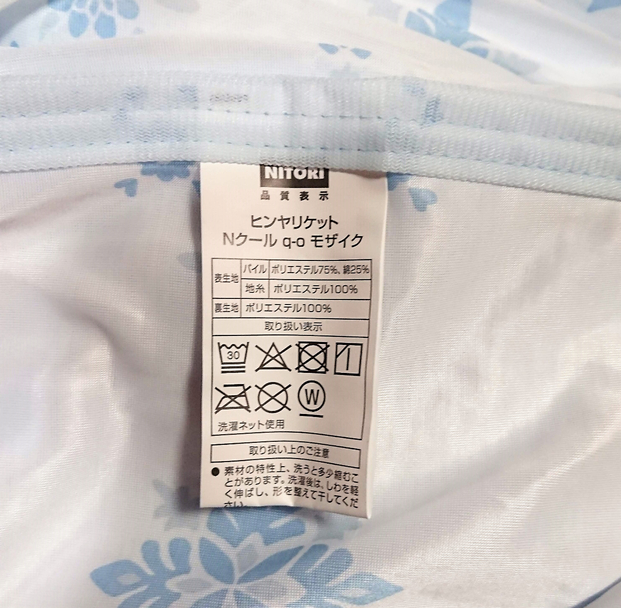 NITORI
品質表示
ヒンヤリケット
Nクール q-o モザイク
表生地 パイル ポリエステル75%、綿25%
地糸 ポリエステル100%
裏生地 ポリエステル100%
取り扱い表示
30
W
洗濯ネット使用
取り扱い上のご注意
●素材の特性上、洗うと多少縮むこ
とがあります。洗濯後は、しわを軽
く伸ばし、形を整えて干してくだ
さい。